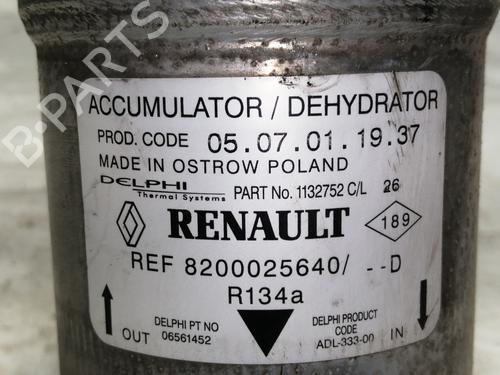 B-PARTS
ACCUMULATOR / DEHYDRATOR
PROD. CODE 05.07.01.19.37
MADE IN OSTROW POLAND
DELPHI
Thermal Systems
PART No. 1132752 C/L 26
RENAULT
189
REF 8200025640/ --D
R134a
OUT
DELPHI PT NO
06561452
DELPHI PRODUCT
CODE
ADL-333-00
IN